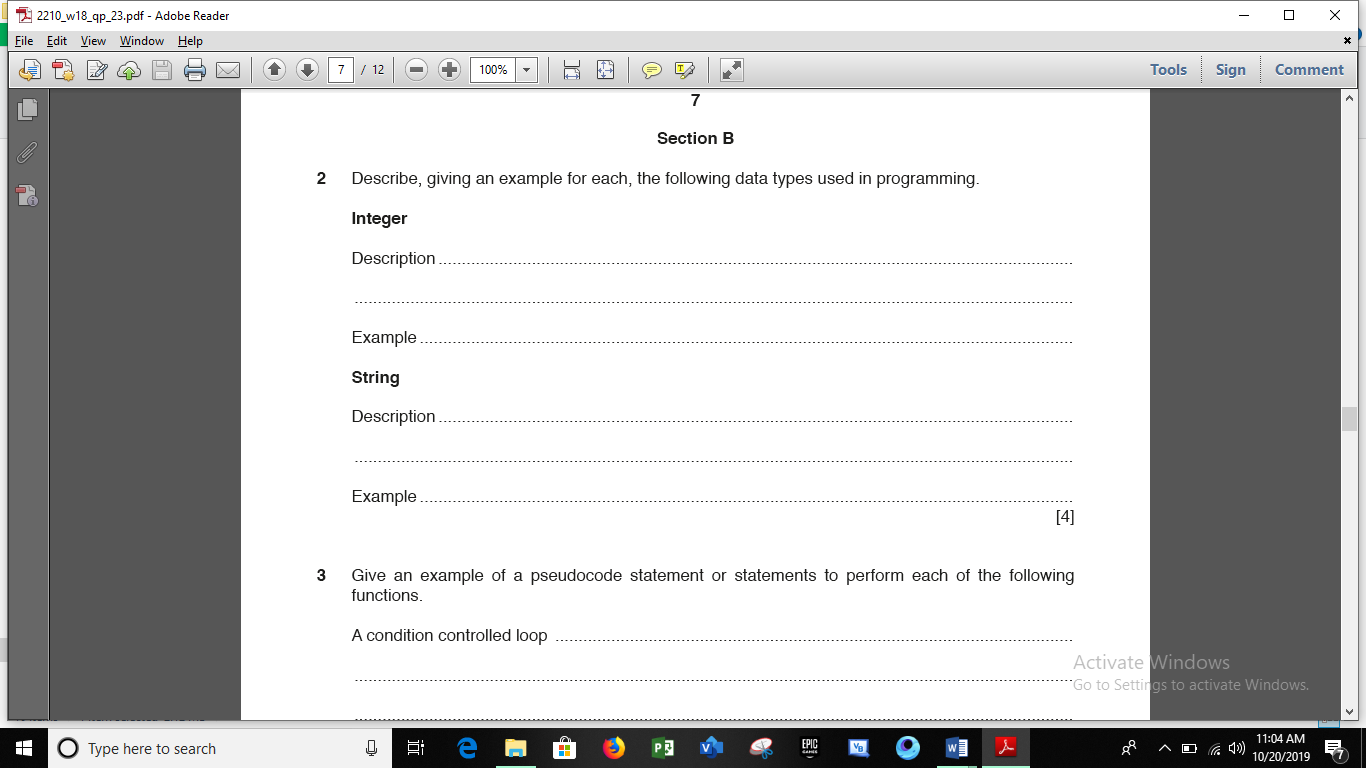 2210_w18_qp_23.pdf - Adobe Reader
File Edit View Window Help
7 / 12 100% Tools Sign Comment
7
Section B
2 Describe, giving an example for each, the following data types used in programming.
Integer
Description ..........................................................................................................................................
..........................................................................................................................................
Example ..........................................................................................................................................
String
Description ..........................................................................................................................................
..........................................................................................................................................
Example ..........................................................................................................................................
[4]
3 Give an example of a pseudocode statement or statements to perform each of the following
functions.
A condition controlled loop ..........................................................................................................
..........................................................................................................................................
..........................................................................................................................................
Activate Windows
Go to Settings to activate Windows.
Type here to search
11:04 AM
10/20/2019
7